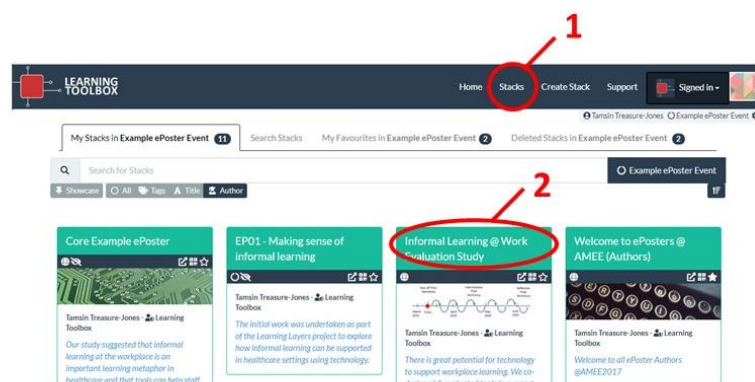 1
LEARNING
TOOLBOX
Home Stacks Create Stack Support Signed in
Tamsin Treasure-Jones Example ePoster Event
My Stacks in Example ePoster Event 11 Search Stacks My Favourites in Example ePoster Event 2 Deleted Stacks in Example ePoster Event 2
Search for Stacks Example ePoster Event
Showcase All Tags A Title Author
2
Core Example ePoster
Tamsin Treasure-Jones - Learning
Toolbox
Our study suggested that informal
learning at the workplace is an
important learning metaphor in
healthcare and that tools can help staff
EP01 - Making sense of
informal learning
Tamsin Treasure-Jones - Learning
Toolbox
The initial work was undertaken as part
of the Learning Layers project to explore
how informal learning can be supported
in healthcare settings using technology.
Informal Learning @ Work
Evaluation Study
Tamsin Treasure-Jones - Learning
Toolbox
There is great potential for technology
to support workplace learning. We co-
Welcome to ePosters @
AMEE (Authors)
Tamsin Treasure-Jones - Learning
Toolbox
Welcome to all ePoster Authors
@AMEE2017